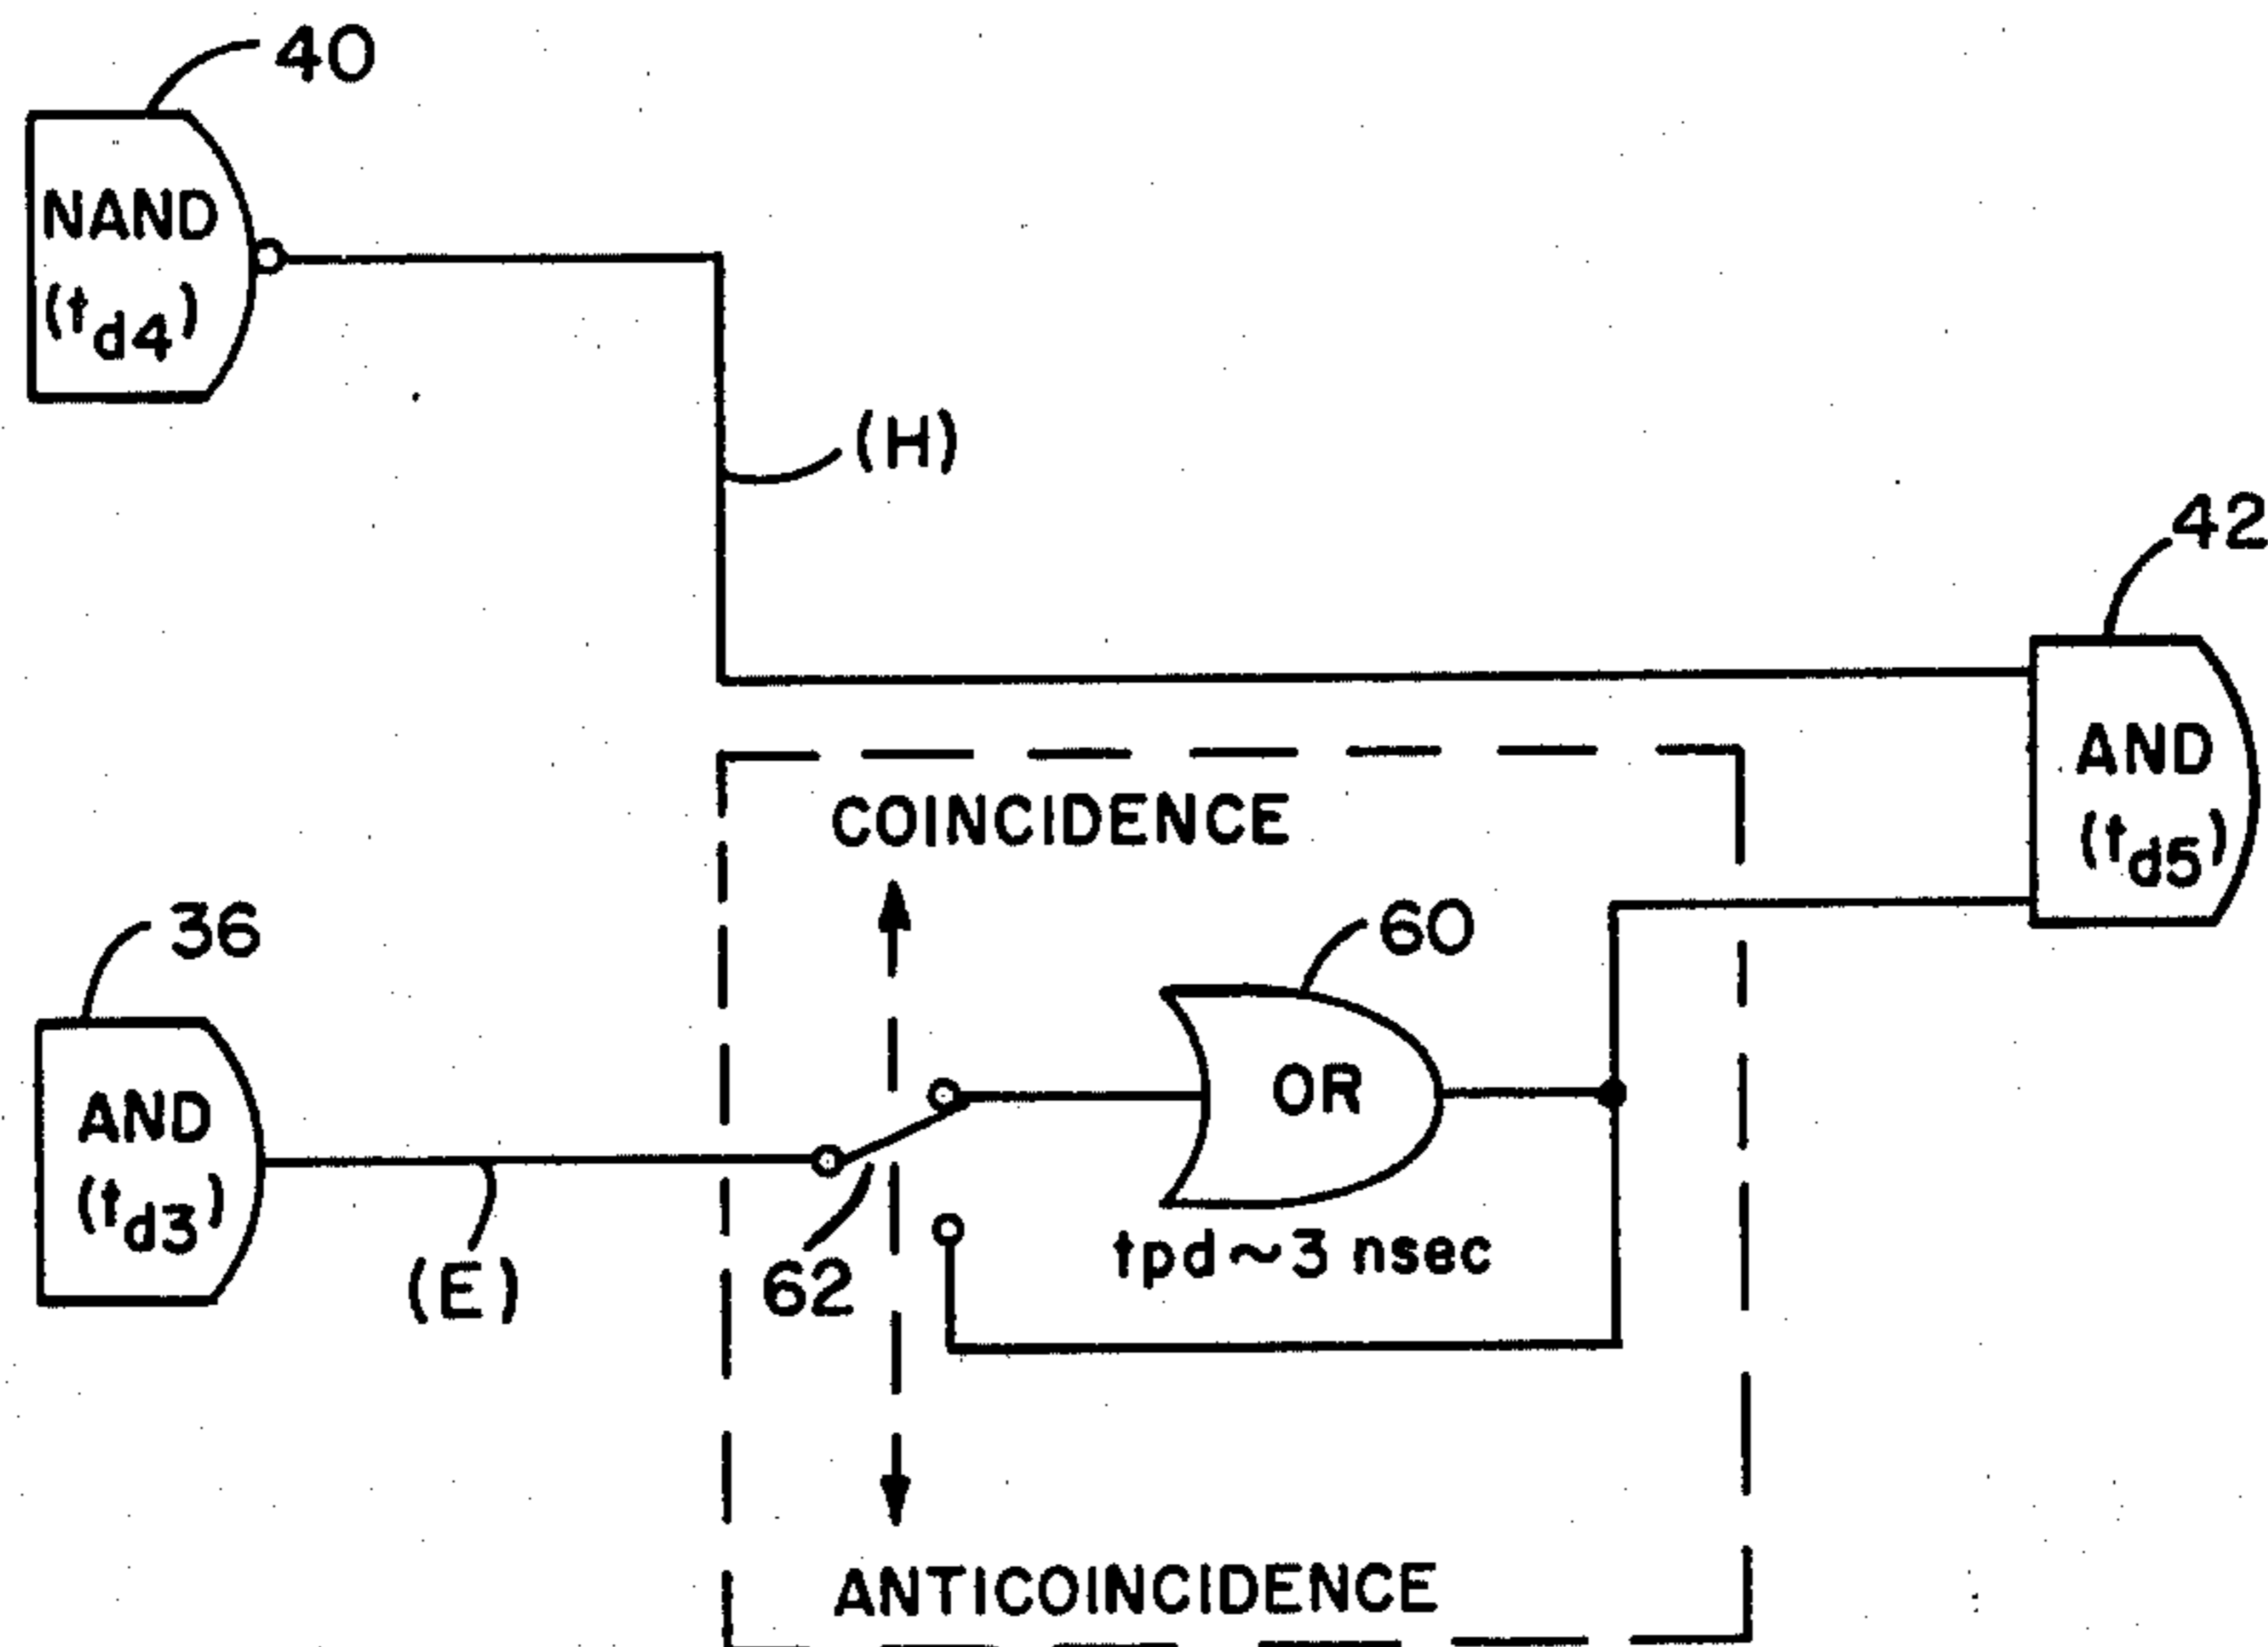 40
NAND
(td4)
(H)
42
AND
(td5)
COINCIDENCE
36
60
AND
(td3)
OR
(E)
62
tpd~3 nsec
ANTICOINCIDENCE